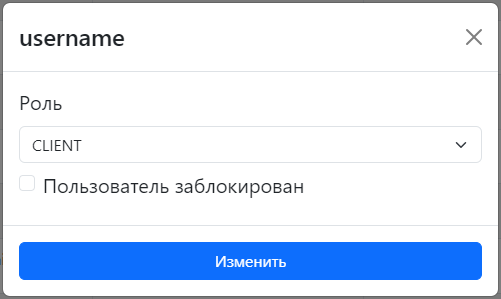 username
Роль
CLIENT
Пользователь заблокирован
Изменить